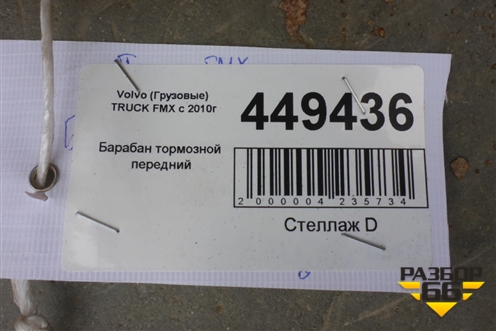 Volvo (Грузовые)
TRUCK FMX с 2010г
449436
Барабан тормозной
передний
2 000004 235734
Стеллаж D
РАЗБОР
66